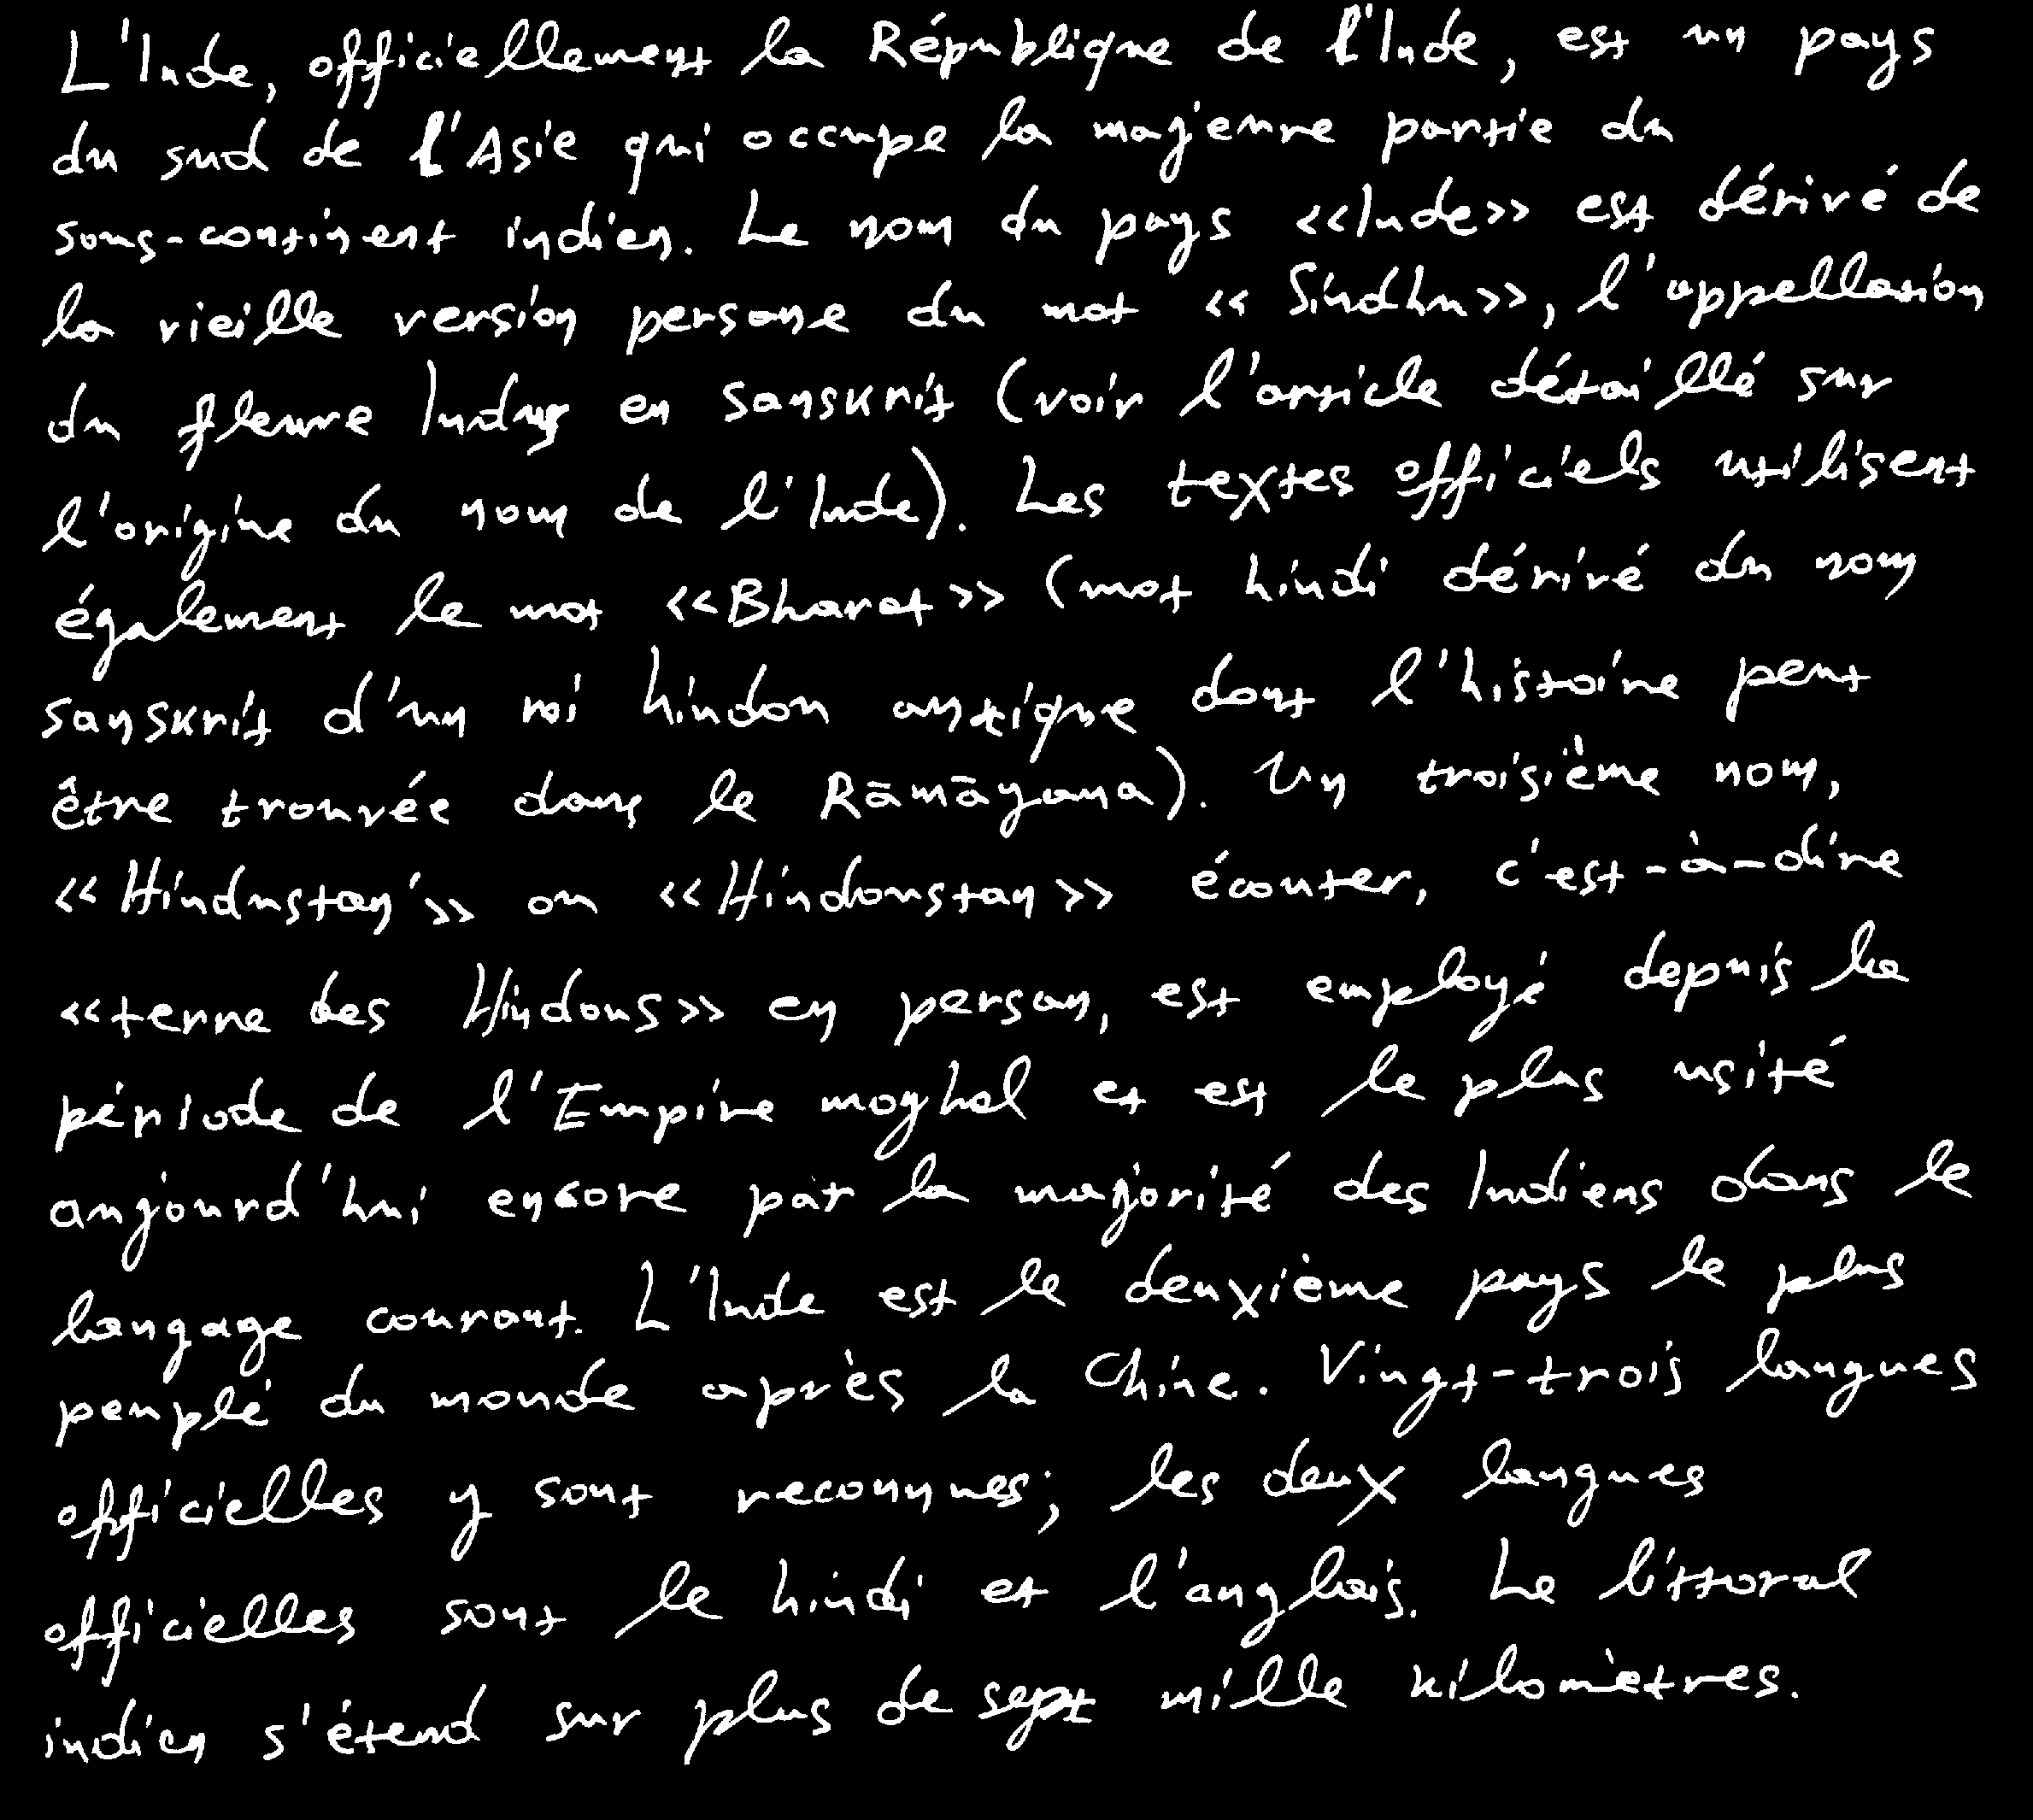 L'Inde, officiellement la République de l'Inde, est un pays
du sud de l'Asie qui occupe la majeure partie du
sous-continent indien. Le nom du pays <<Inde>> est dérivé de
la vieille version persane du mot << Sindhu>>, l'appellation
du fleuve Indus en sanskrit (voir l'article détaillé sur
l'origine du nom de l'Inde). Les textes officiels utilisent
également le mot <<Bharat>> (mot hindi dérivé du nom
sanskrit d'un roi hindou antique dont l'histoire peut
être trouvée dans le Rāmāyana). Un troisième nom,
<<Hindustan'>> ou <<Hindoustan>> écouter, c'est-à-dire
<<terre des Hindous>> en persan, est employé depuis la
période de l'Empire moghol et est le plus usité
aujourd'hui encore par la majorité des Indiens dans le
langage courant. L'Inde est le deuxième pays le plus
peuplé du monde après la Chine. Vingt-trois langues
officielles y sont reconnues; les deux langues
officielles sont le hindi et l'anglais. Le littoral
indien s'étend sur plus de sept mille kilomètres.